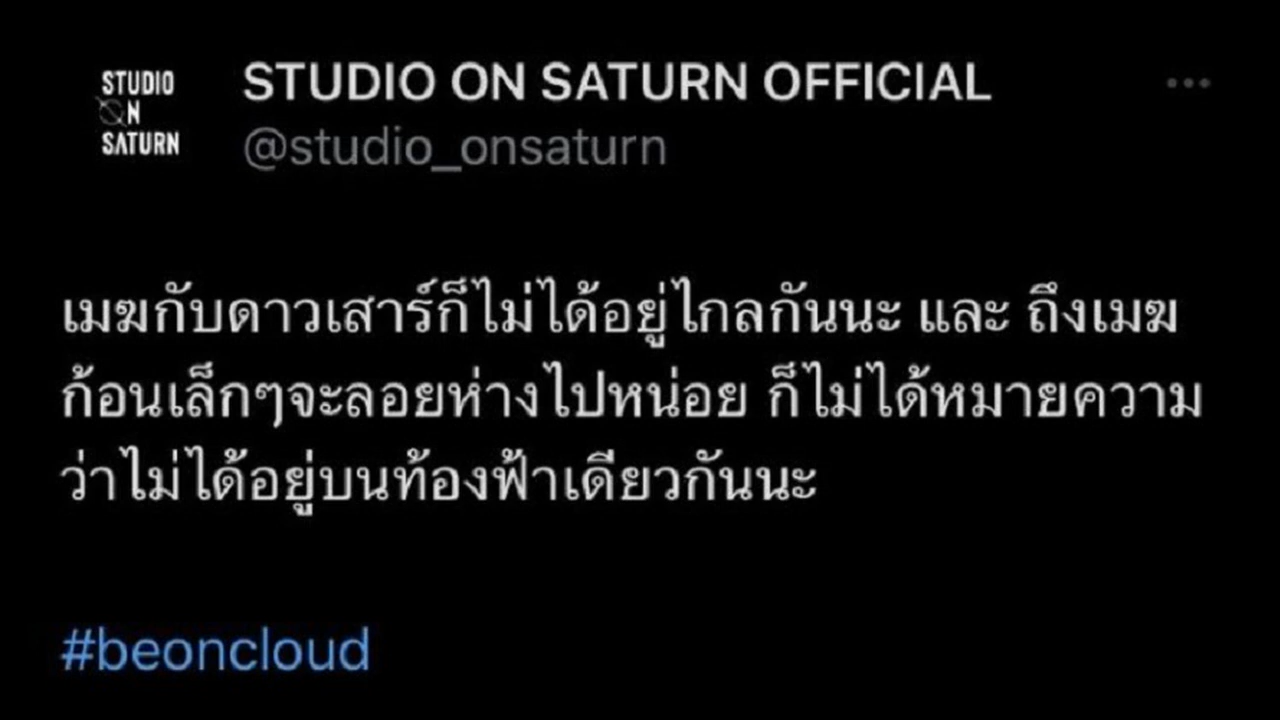 STUDIO
ON
SATURN
STUDIO ON SATURN OFFICIAL
@studio_onsaturn
เมฆกับดาวเสาร์ก็ไม่ได้อยู่ไกลกันนะ และ ถึงเมฆ
ก้อนเล็กๆจะลอยห่างไปหน่อย ก็ไม่ได้หมายความ
ว่าไม่ได้อยู่บนท้องฟ้าเดียวกันนะ
#beoncloud